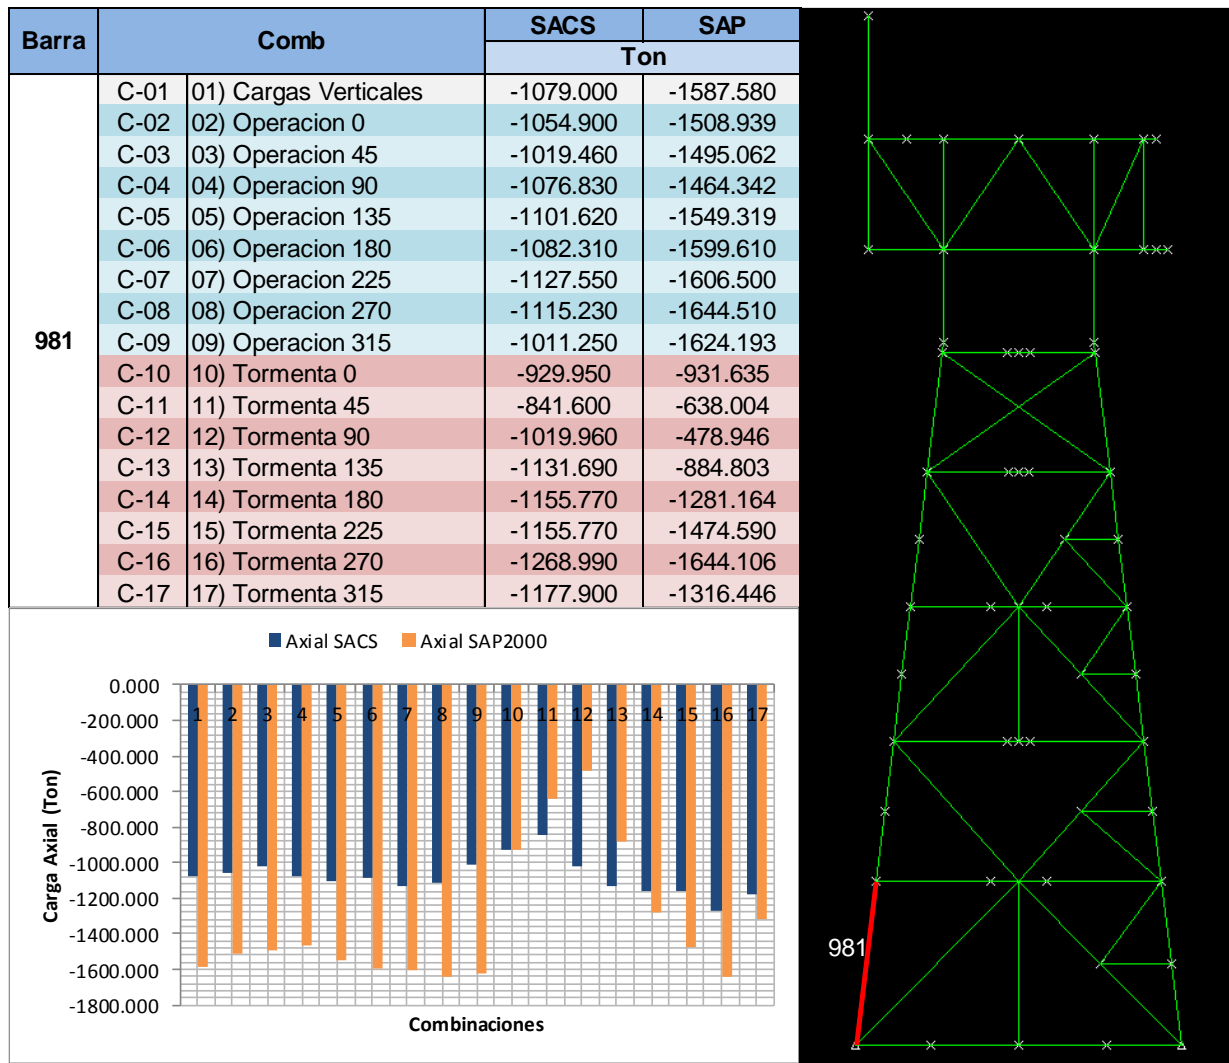 Barra Comb SACS SAP
Ton
981
C-01 01) Cargas Verticales -1079.000 -1587.580
C-02 02) Operacion 0 -1054.900 -1508.939
C-03 03) Operacion 45 -1019.460 -1495.062
C-04 04) Operacion 90 -1076.830 -1464.342
C-05 05) Operacion 135 -1101.620 -1549.319
C-06 06) Operacion 180 -1082.310 -1599.610
C-07 07) Operacion 225 -1127.550 -1606.500
C-08 08) Operacion 270 -1115.230 -1644.510
C-09 09) Operacion 315 -1011.250 -1624.193
C-10 10) Tormenta 0 -929.950 -931.635
C-11 11) Tormenta 45 -841.600 -638.004
C-12 12) Tormenta 90 -1019.960 -478.946
C-13 13) Tormenta 135 -1131.690 -884.803
C-14 14) Tormenta 180 -1155.770 -1281.164
C-15 15) Tormenta 225 -1155.770 -1474.590
C-16 16) Tormenta 270 -1268.990 -1644.106
C-17 17) Tormenta 315 -1177.900 -1316.446
Axial SACS Axial SAP2000
Carga Axial (Ton)
0.000
-200.000
-400.000
-600.000
-800.000
-1000.000
-1200.000
-1400.000
-1600.000
-1800.000
1 2 3 4 5 6 7 8 9 10 11 12 13 14 15 16 17
Combinaciones
981